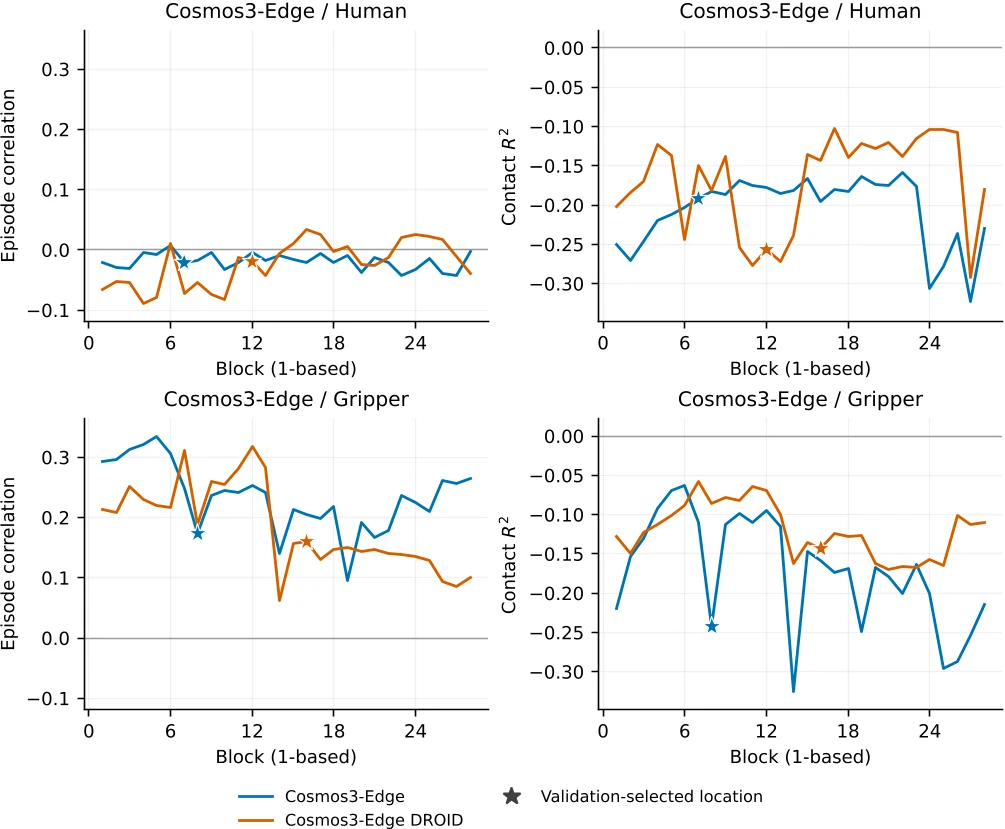 Cosmos3-Edge / Human
Episode correlation
0.3
0.2
0.1
0.0
−0.1
0 6 12 18 24
Block (1-based)
Cosmos3-Edge / Human
Contact R²
0.00
−0.05
−0.10
−0.15
−0.20
−0.25
−0.30
0 6 12 18 24
Block (1-based)
Cosmos3-Edge / Gripper
Episode correlation
0.3
0.2
0.1
0.0
−0.1
0 6 12 18 24
Block (1-based)
Cosmos3-Edge / Gripper
Contact R²
0.00
−0.05
−0.10
−0.15
−0.20
−0.25
−0.30
0 6 12 18 24
Block (1-based)
Cosmos3-Edge
Cosmos3-Edge DROID
Validation-selected location